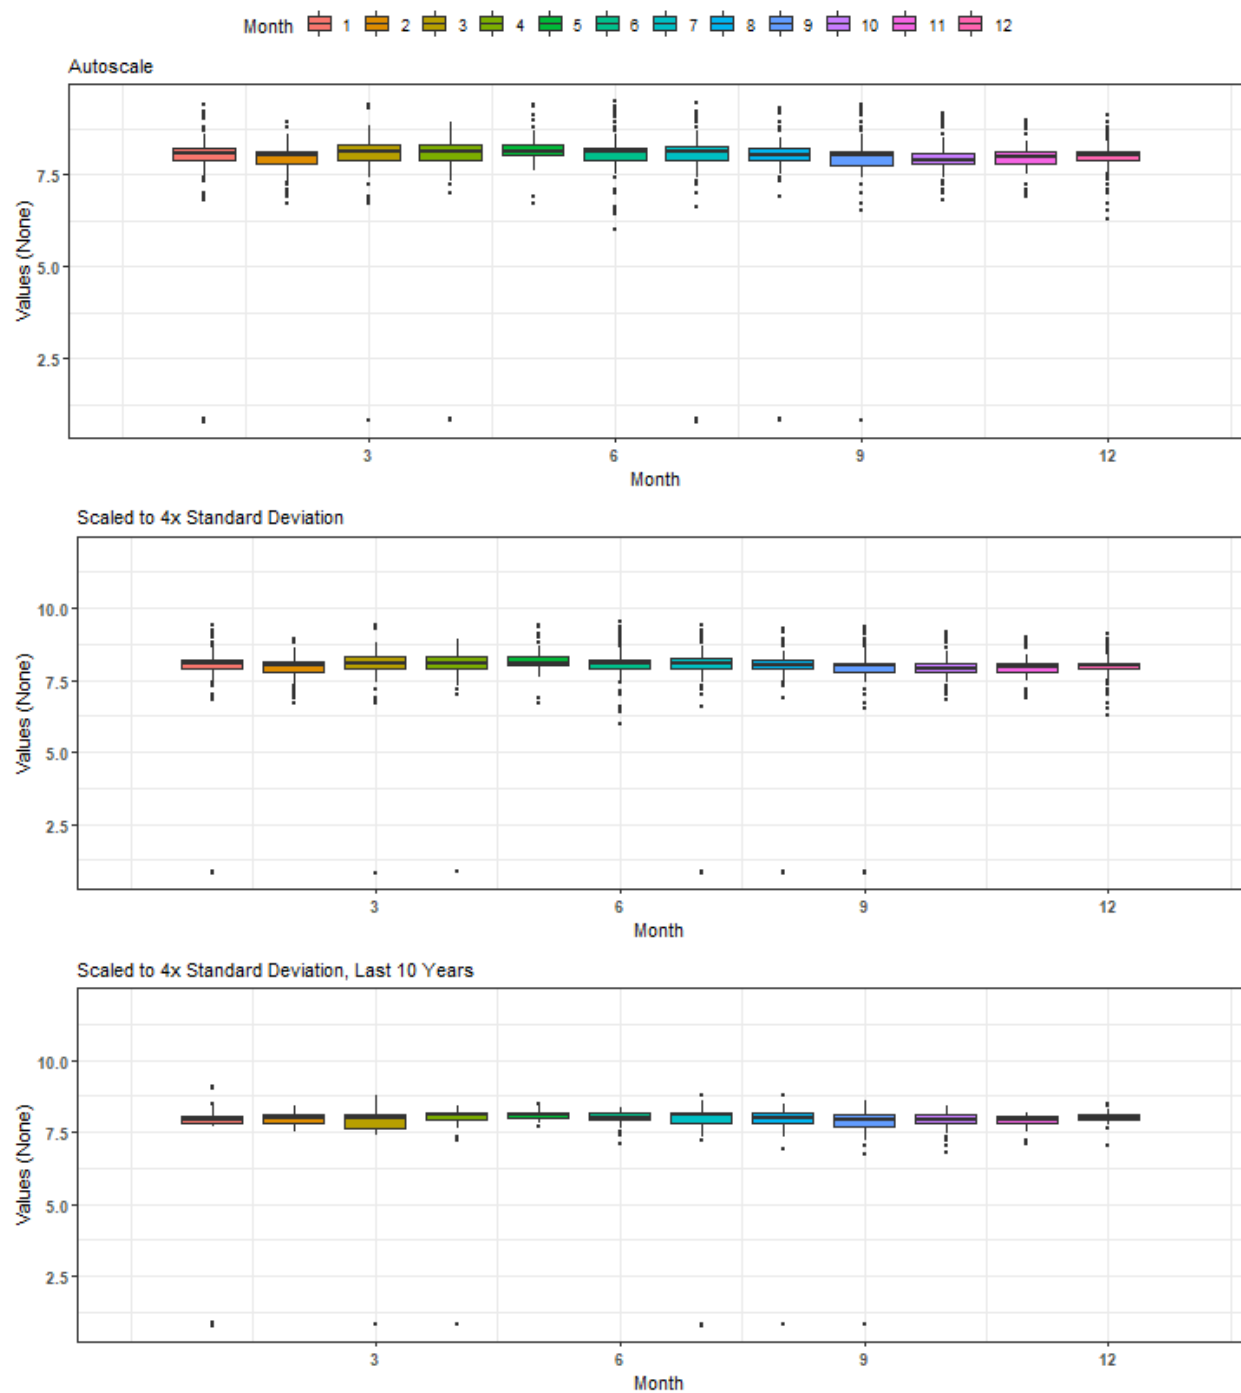 Month 1 2 3 4 5 6 7 8 9 10 11 12
Autoscale
Values (None)
7.5
5.0
2.5
3 6 9 12
Month
Scaled to 4x Standard Deviation
Values (None)
10.0
7.5
5.0
2.5
3 6 9 12
Month
Scaled to 4x Standard Deviation, Last 10 Years
Values (None)
10.0
7.5
5.0
2.5
3 6 9 12
Month